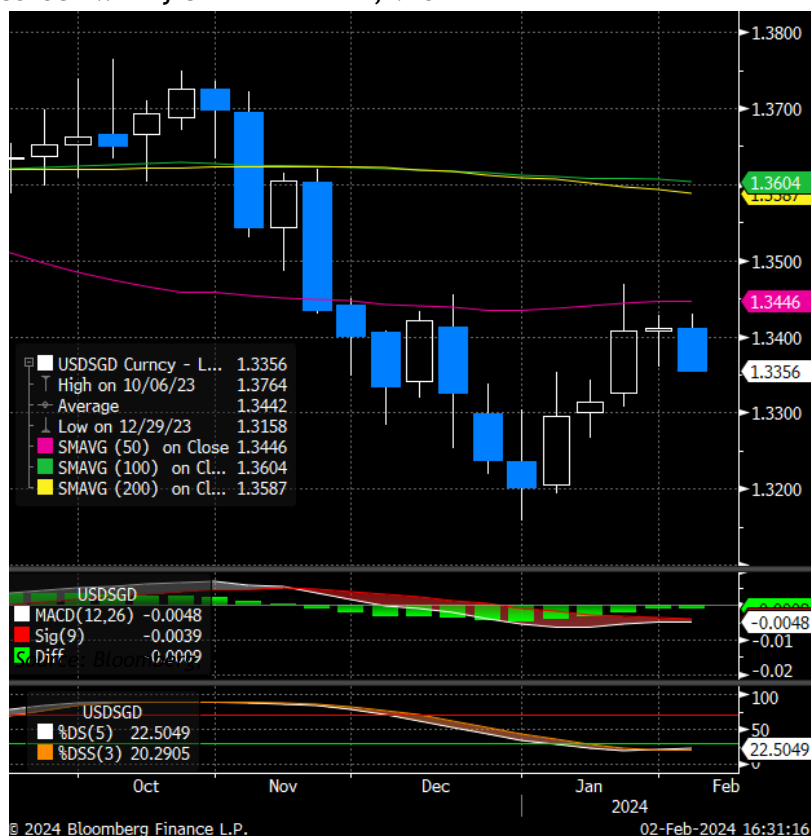 1.3800
1.3700
1.3604
1.3587
1.3500
1.3446
1.3400
1.3356
1.3300
1.3200
USDSGD Curncy - L... 1.3356
High on 10/06/23 1.3764
Average 1.3442
Low on 12/29/23 1.3158
SMAVG (50) on Close 1.3446
SMAVG (100) on Cl... 1.3604
SMAVG (200) on Cl... 1.3587
USDSGD
MACD(12,26) -0.0048
Sig(9) -0.0039
Diff -0.0009
Source: Bloomberg
-0.0009
-0.0048
-0.01
-0.02
USDSGD
%DS(5) 22.5049
%DSS(3) 20.2905
100
50
22.5049
0
Oct Nov Dec Jan Feb
2024
© 2024 Bloomberg Finance L.P. 02-Feb-2024 16:31:16